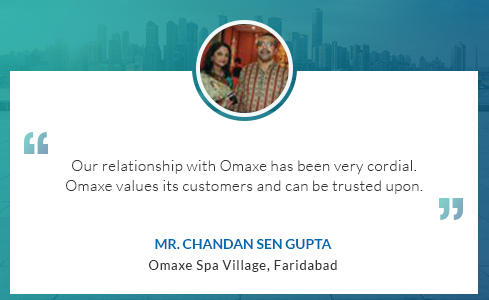 Our relationship with Omaxe has been very cordial.
Omaxe values its customers and can be trusted upon.
MR. CHANDAN SEN GUPTA
Omaxe Spa Village, Faridabad